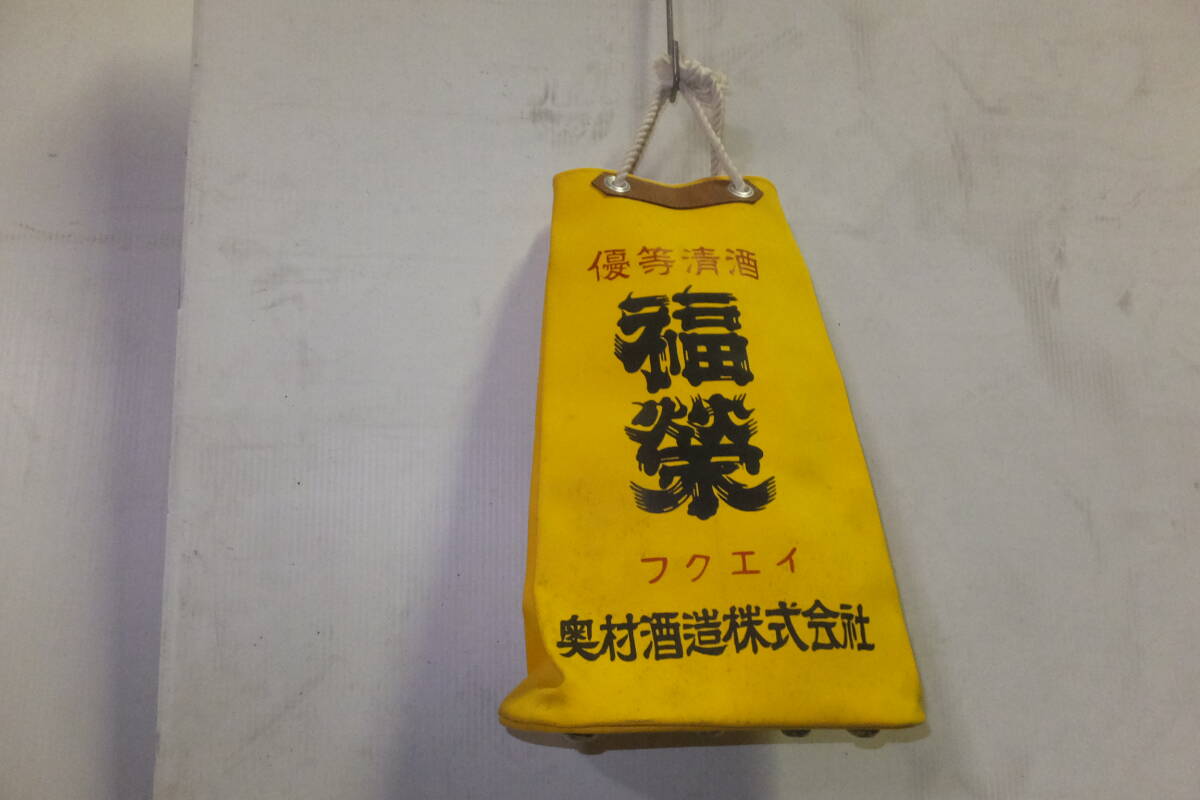 優等清酒
福榮
フクエイ
奥村酒造株式会社